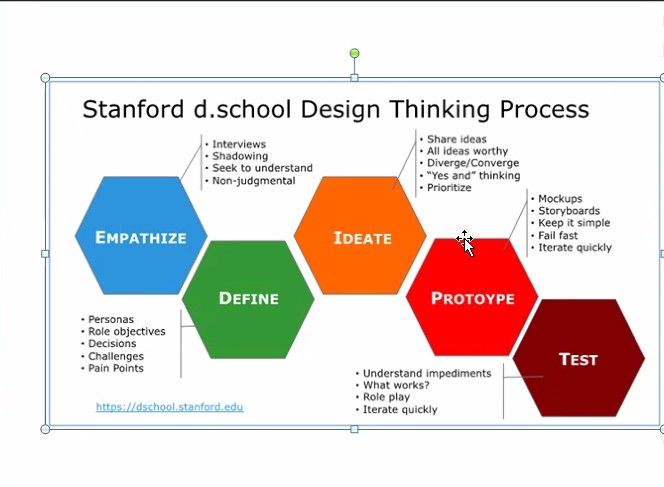 Stanford d.school Design Thinking Process
• Interviews
• Shadowing
• Seek to understand
• Non-judgmental
• Share ideas
• All ideas worthy
• Diverge/Converge
• “Yes and” thinking
• Prioritize
• Mockups
• Storyboards
• Keep it simple
• Fail fast
• Iterate quickly
EMPATHIZE
DEFINE
IDEATE
PROTOYPE
TEST
• Personas
• Role objectives
• Decisions
• Challenges
• Pain Points
• Understand impediments
• What works?
• Role play
• Iterate quickly
https://dschool.stanford.edu